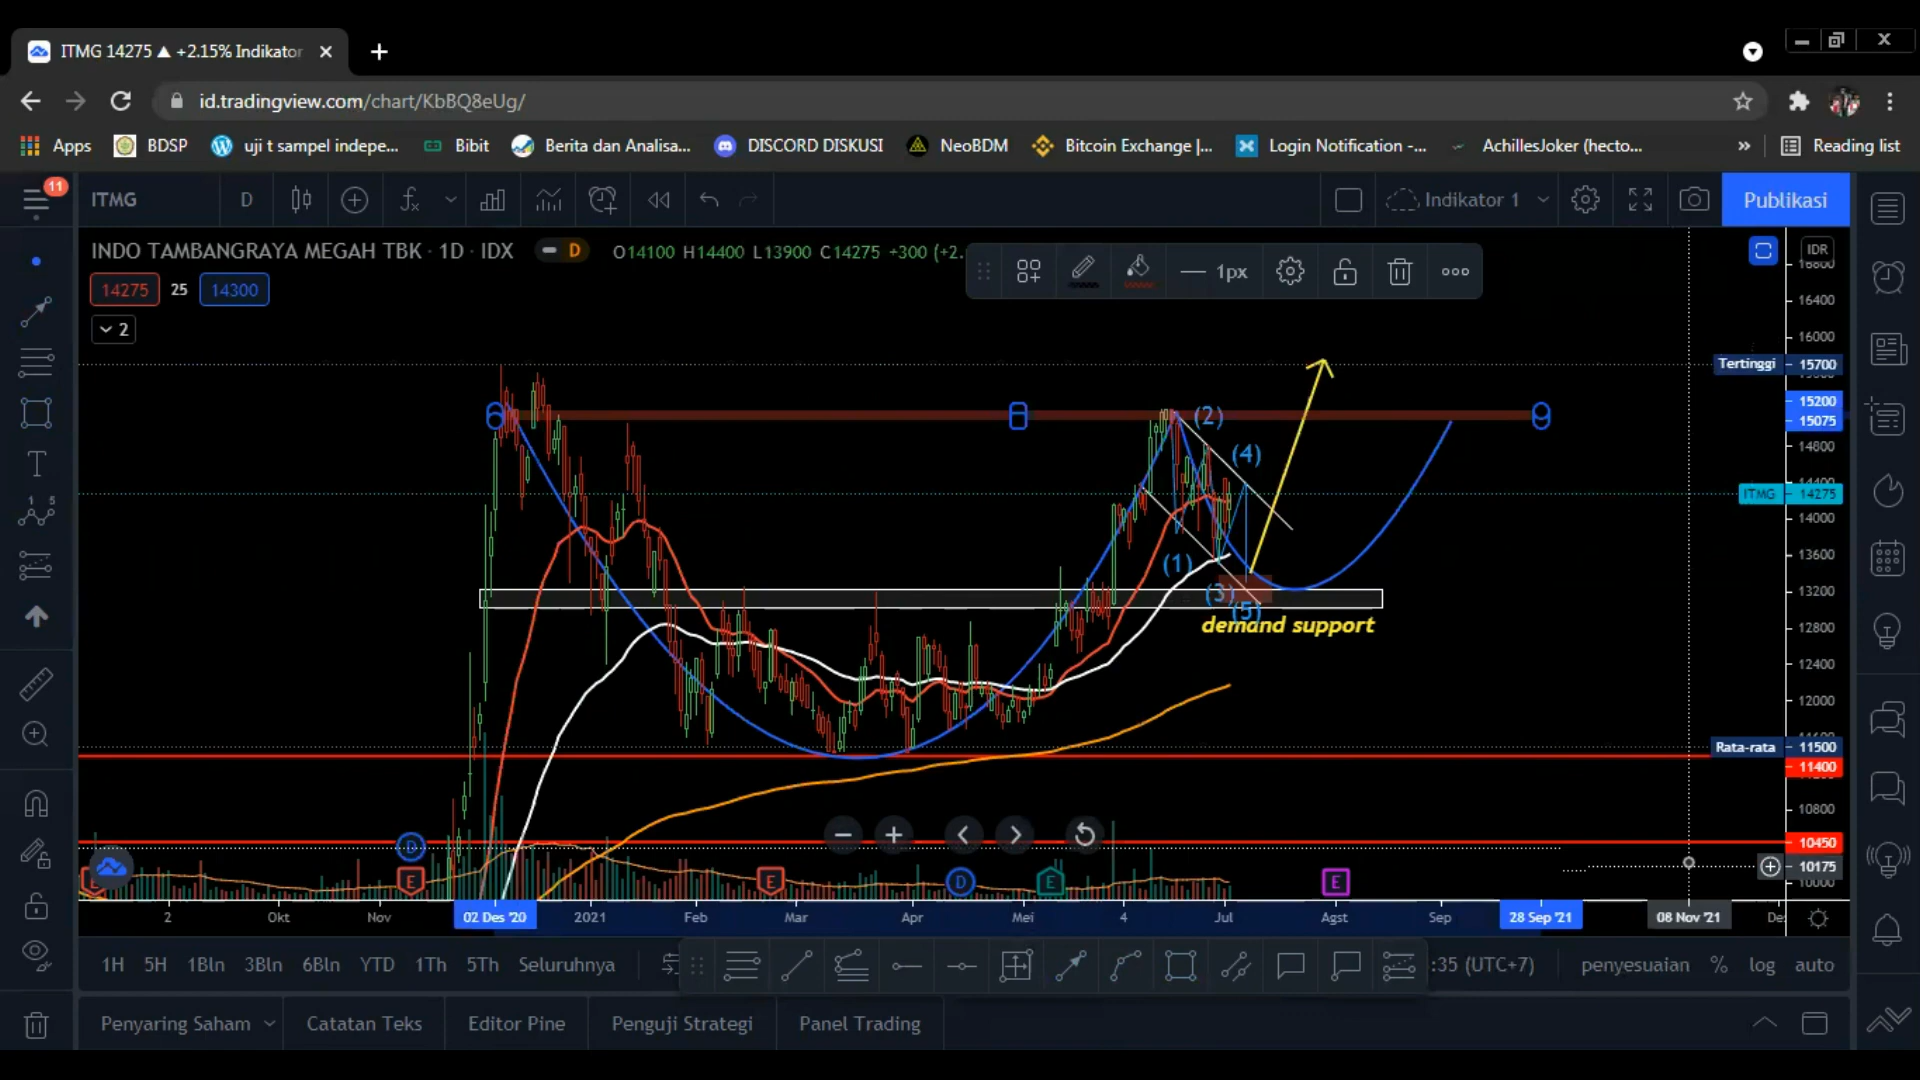 ITMG 14275 ▲ +2.15% Indikator
id.tradingview.com/chart/KbBQ8eUg/
Apps BDSP uji t sampel indepe... Bibit Berita dan Analisa... DISCORD DISKUSI NeoBDM Bitcoin Exchange |... Login Notification -... AchillesJoker (hecto... » Reading list
11
ITMG D Indikator 1 Publikasi
INDO TAMBANGRAYA MEGAH TBK · 1D · IDX D O14100 H14400 L13900 C14275 +300 (+2.
1px
IDR
14275 25 14300
2
16800
16400
16000
Tertinggi 15700
15200
15075
(2)
14800
(4)
14400
ITMG 14275
14000
13600
(1)
13200
(3)
(5)
demand support
12800
12400
12000
Rata-rata 11500
11400
10800
10450
10175
10000
D E E D E E
2 Okt Nov 02 Des '20 2021 Feb Mar Apr Mei 4 Jul Agst Sep 28 Sep '21 08 Nov '21
1H 5H 1Bln 3Bln 6Bln YTD 1Th 5Th Seluruhnya :35 (UTC+7) penyesuaian % log auto
Penyaring Saham Catatan Teks Editor Pine Penguji Strategi Panel Trading